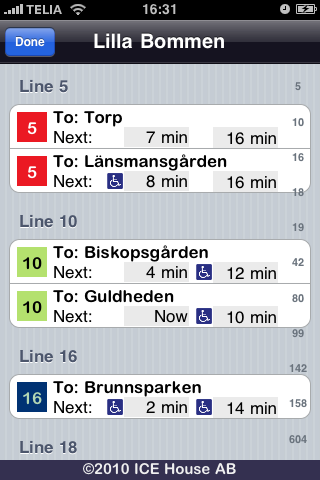 TELIA 16:31
Done Lilla Bommen
Line 5
5 To: Torp
Next: 7 min 16 min
5 To: Länsmansgården
Next: 8 min 16 min
Line 10
10 To: Biskopsgården
Next: 4 min 12 min
10 To: Guldheden
Next: Now 10 min
Line 16
16 To: Brunnsparken
Next: 2 min 14 min
Line 18
5
10
16
18
19
42
80
99
142
158
604
©2010 ICE House AB